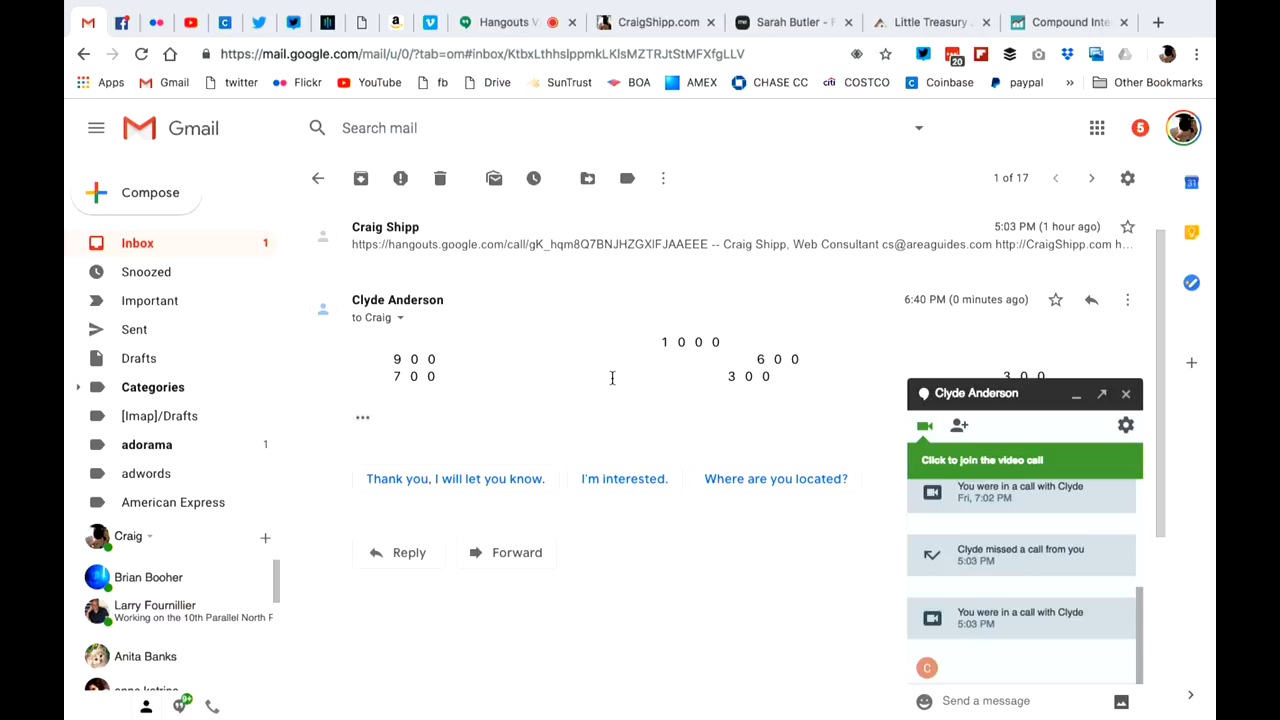 Hangouts V
CraigShipp.com
Sarah Butler - F
Little Treasury
Compound Inte
https://mail.google.com/mail/u/0/?tab=om#inbox/KtbxLthhslppmkLKlsMZTRJtStMFXfgLLV
20
Apps Gmail twitter Flickr YouTube fb Drive SunTrust BOA AMEX CHASE CC COSTCO Coinbase paypal » Other Bookmarks
Gmail
Search mail
5
Compose
1 of 17
Inbox 1
Snoozed
Important
Sent
Drafts
Categories
[Imap]/Drafts
adorama 1
adwords
American Express
Craig
Brian Booher
Larry Fournillier
Working on the 10th Parallel North F
Anita Banks
9+
Craig Shipp 5:03 PM (1 hour ago)
https://hangouts.google.com/call/gK_hqm8Q7BNJHZGXIFJAAEEE -- Craig Shipp, Web Consultant cs@areaguides.com http://CraigShipp.com h...
Clyde Anderson 6:40 PM (0 minutes ago)
to Craig
1 0 0 0
9 0 0 6 0 0
7 0 0 3 0 0 3 0 0
Thank you, I will let you know. I'm interested. Where are you located?
Reply Forward
Clyde Anderson
Click to join the video call
You were in a call with Clyde
Fri, 7:02 PM
Clyde missed a call from you
5:03 PM
You were in a call with Clyde
5:03 PM
C
Send a message
31